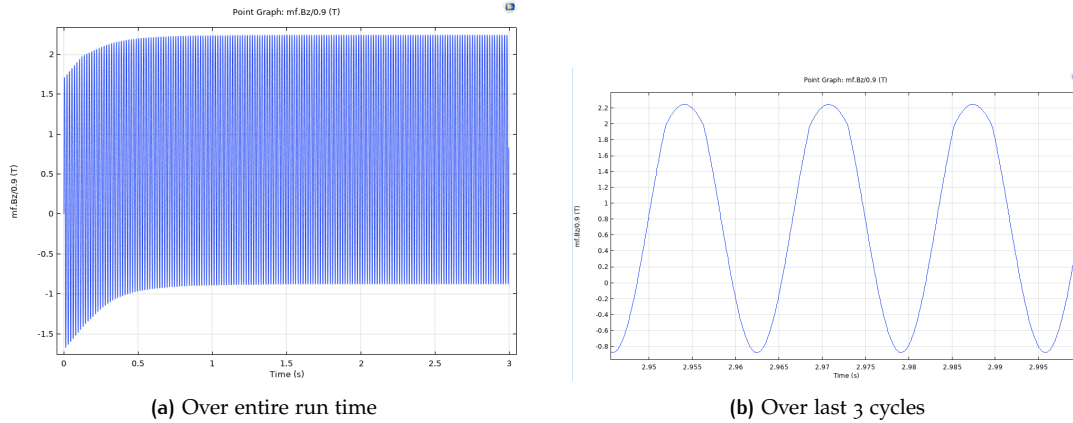 Point Graph: mf.Bz/0.9 (T)
mf.Bz/0.9 (T)
2
1.5
1
0.5
0
-0.5
-1
-1.5
0 0.5 1 1.5 2 2.5 3
Time (s)
(a) Over entire run time
Point Graph: mf.Bz/0.9 (T)
mf.Bz/0.9 (T)
2.2
2
1.8
1.6
1.4
1.2
1
0.8
0.6
0.4
0.2
0
-0.2
-0.4
-0.6
-0.8
2.95 2.955 2.96 2.965 2.97 2.975 2.98 2.985 2.99 2.995
Time (s)
(b) Over last 3 cycles